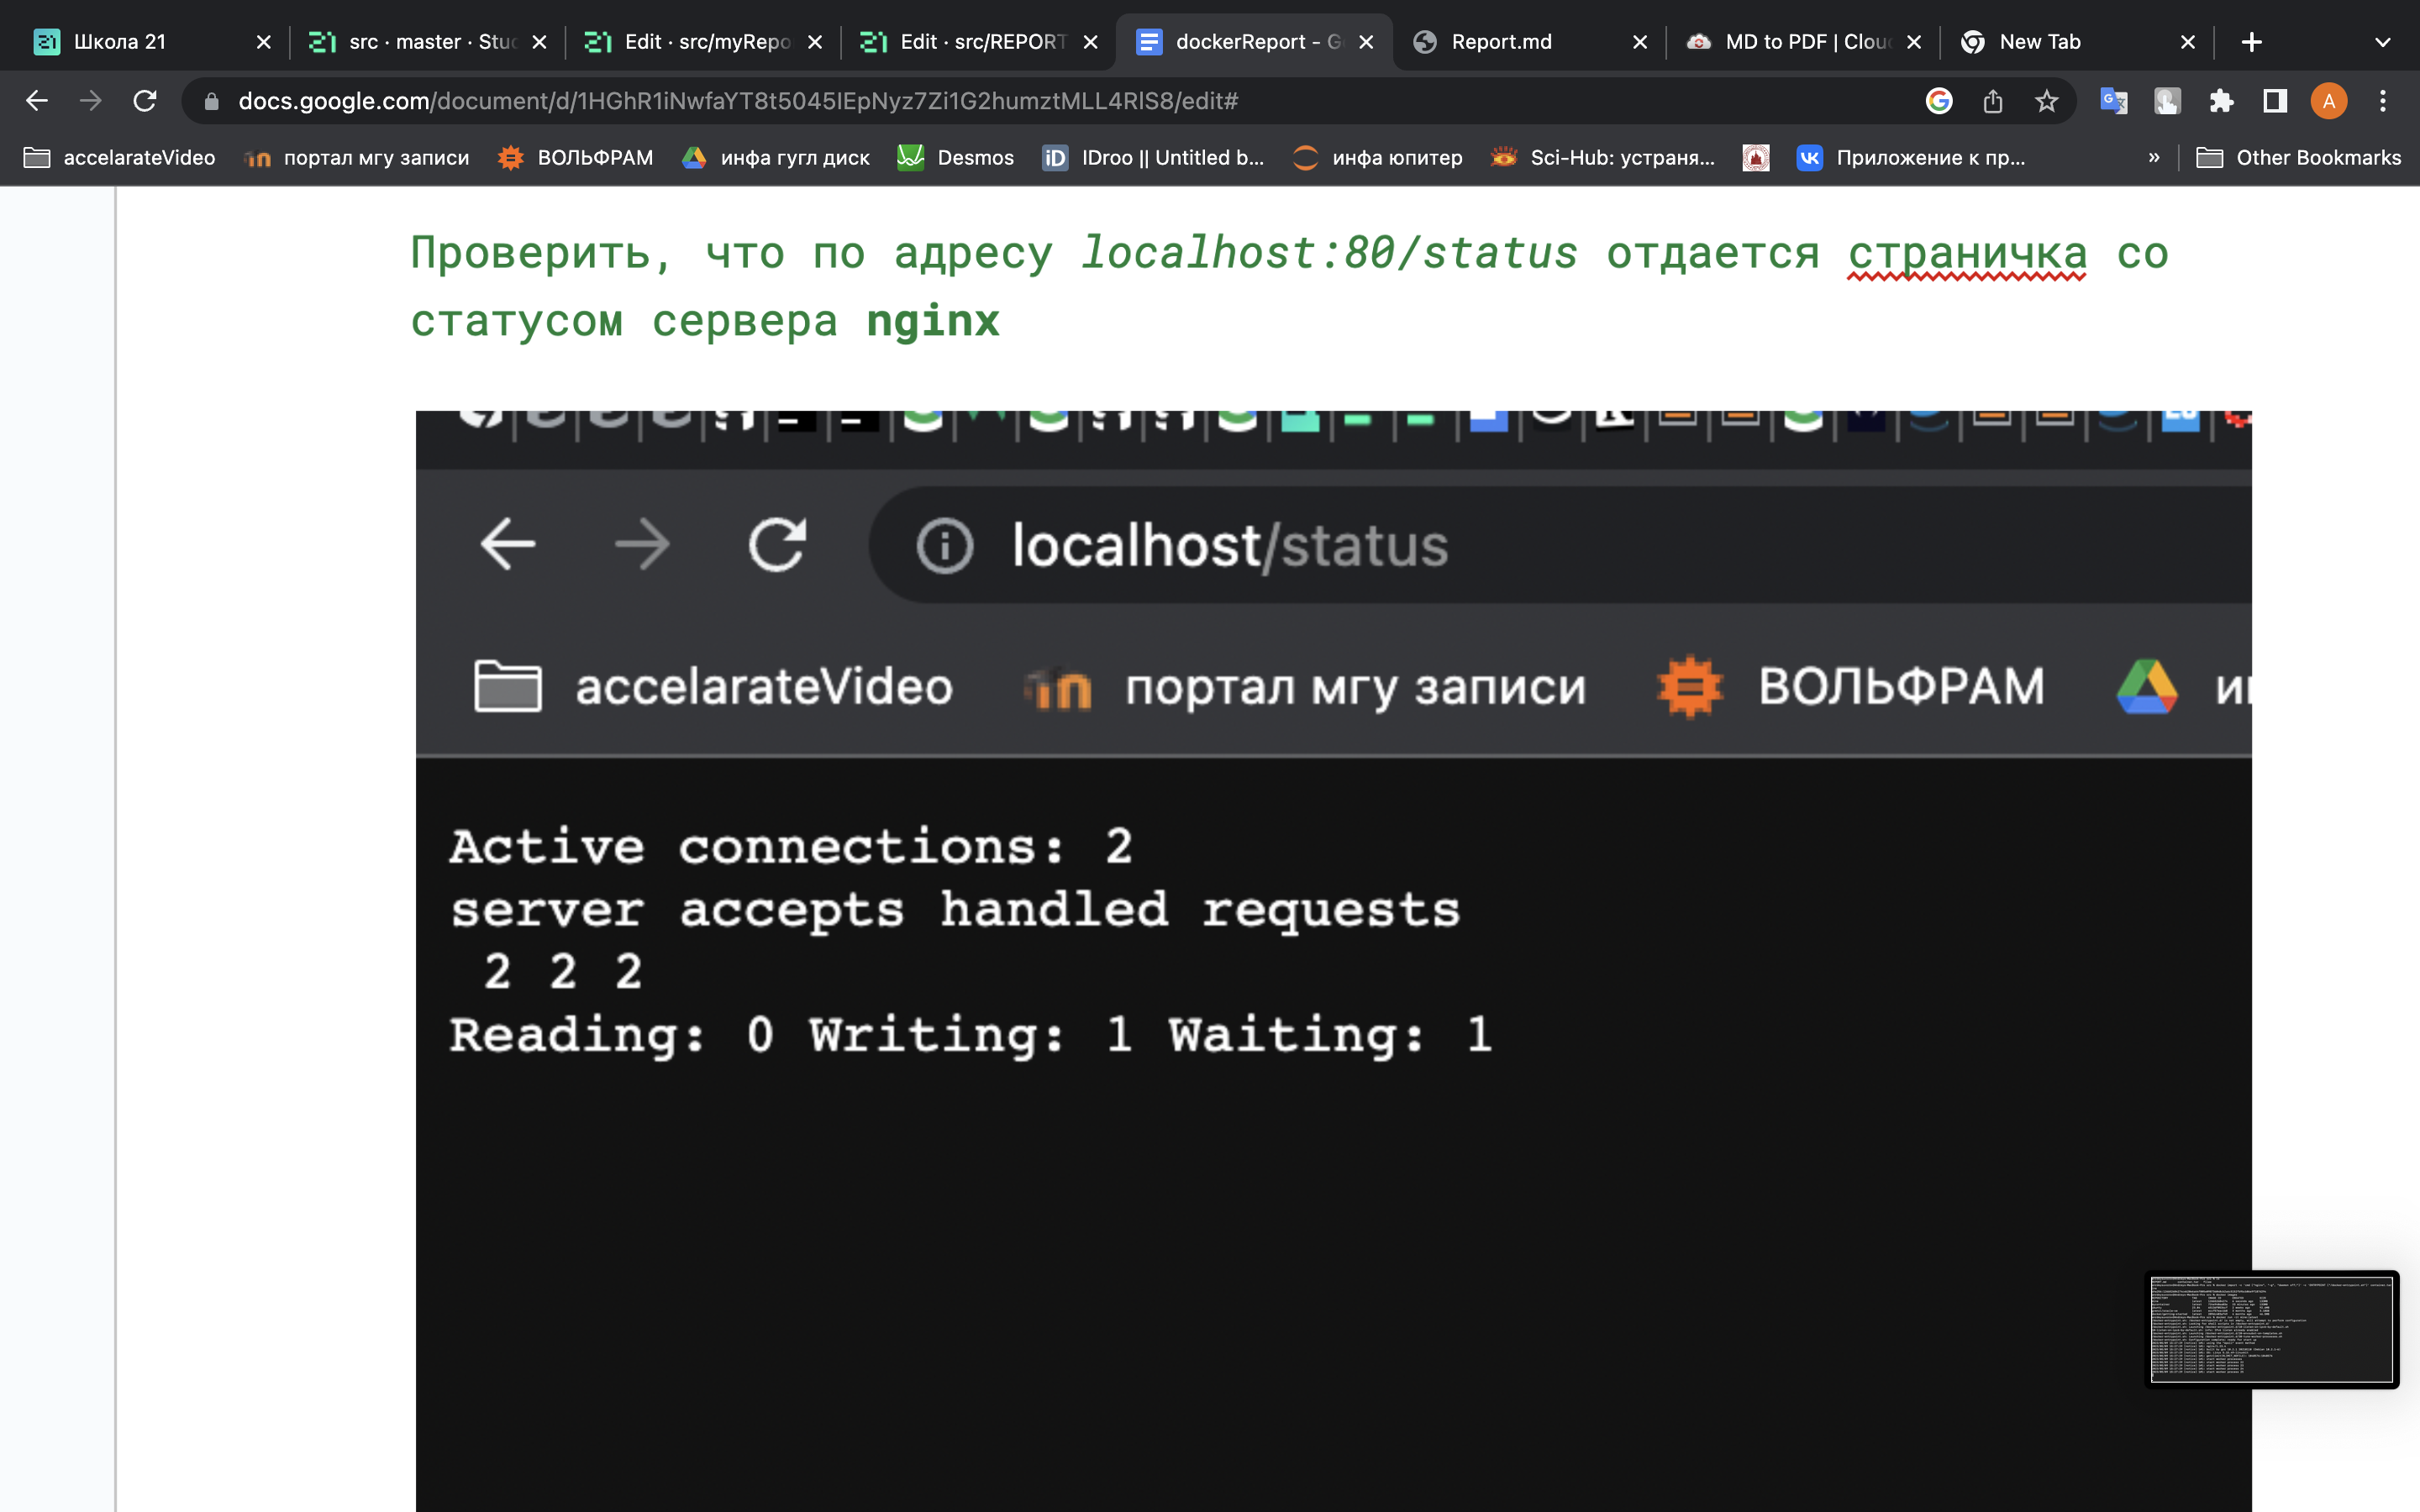 Школа 21
src · master · Stuc
Edit · src/myRepo
Edit · src/REPORT
dockerReport - G
Report.md
MD to PDF | Clou
New Tab
docs.google.com/document/d/1HGhR1iNwfaYT8t5045IEpNyz7Zi1G2humztMLL4RlS8/edit#
A
accelarateVideo
портал мгу записи
ВОЛЬФРАМ
инфа гугл диск
Desmos
IDroo || Untitled b...
инфа юпитер
Sci-Hub: устраня...
Приложение к пр...
»
Other Bookmarks
Проверить, что по адресу localhost:80/status отдается страничка со
статусом сервера nginx
localhost/status
accelarateVideo
портал мгу записи
ВОЛЬФРАМ
Active connections: 2
server accepts handled requests
2 2 2
Reading: 0 Writing: 1 Waiting: 1